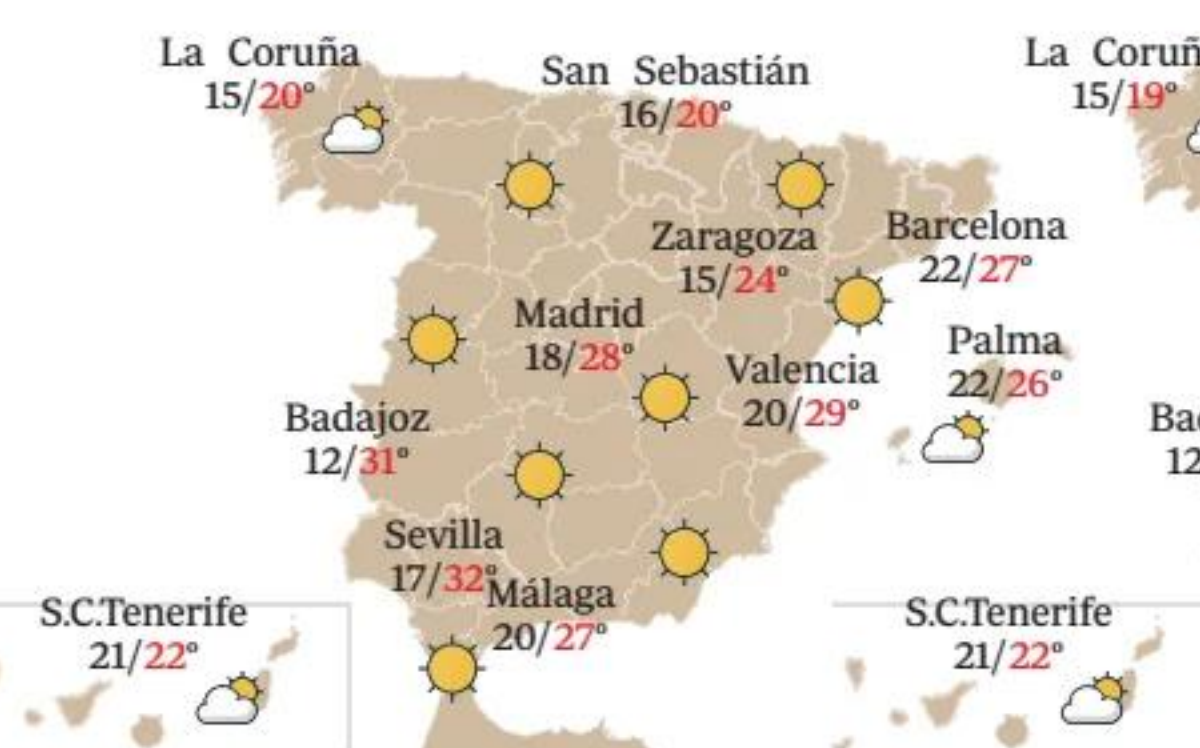 La Coruña
15/20°
San Sebastián
16/20°
Zaragoza
15/24°
Barcelona
22/27°
Madrid
18/28°
Valencia
20/29°
Palma
22/26°
Badajoz
12/31°
Sevilla
17/32°
Málaga
20/27°
S.C.Tenerife
21/22°
La Coruñ
15/19°
Ba
12
S.C.Tenerife
21/22°